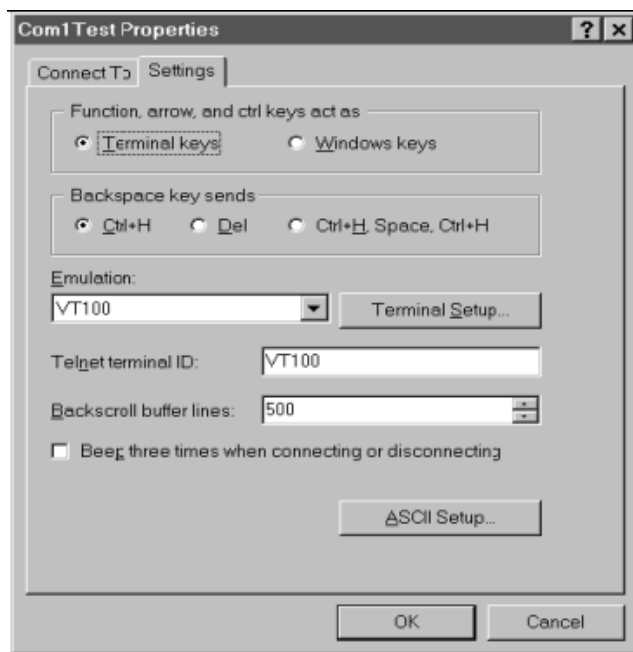 Com1Test Properties
Connect To Settings
Function, arrow, and ctrl keys act as
Terminal keys Windows keys
Backspace key sends
Ctrl+H Del Ctrl+H, Space, Ctrl+H
Emulation:
VT100 Terminal Setup...
Telnet terminal ID: VT100
Backscroll buffer lines: 500
Beep three times when connecting or disconnecting
ASCII Setup...
OK Cancel